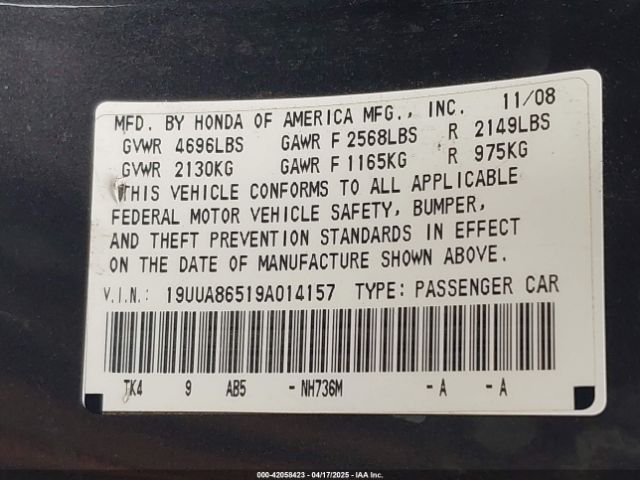 MFD. BY HONDA OF AMERICA MFG., INC. 11/08
GVWR 4696LBS GAWR F 2568LBS R 2149LBS
GVWR 2130KG GAWR F 1165KG R 975KG
THIS VEHICLE CONFORMS TO ALL APPLICABLE
FEDERAL MOTOR VEHICLE SAFETY, BUMPER,
AND THEFT PREVENTION STANDARDS IN EFFECT
ON THE DATE OF MANUFACTURE SHOWN ABOVE.
V.I.N.: 19UUA86519A014157 TYPE: PASSENGER CAR
TK4 9 AB5 -NH736M -A -A
000-42058423 - 04/17/2025 - IAA Inc.